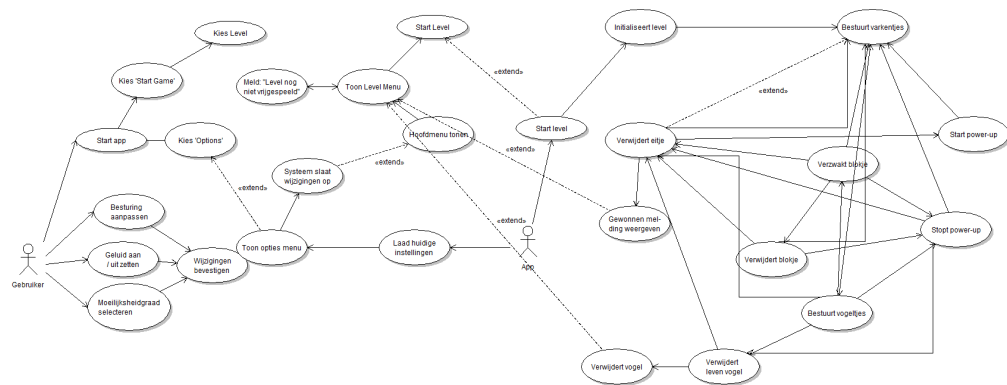 Kies Level
Start Level
Initialiseert level
Bestuurt varkentjes
Kies 'Start Game'
Meld: "Level nog
niet vrijgespeeld"
Toon Level Menu
«extend»
«extend»
«extend»
Start app
Kies 'Options'
Hoofdmenu tonen
Start level
Verwijdert eitje
Start power-up
«extend»
«extend»
Verzwakt blokje
Systeem slaat
wijzigingen op
«extend»
Besturing
aanpassen
«extend»
Gewonnen mel-
ding weergeven
Stopt power-up
Toon opties menu
Laad huidige
instellingen
Geluid aan
/ uit zetten
Wijzigingen
bevestigen
Verwijdert blokje
App
Gebruiker
Moeilijksheidgraad
selecteren
Bestuurt vogeltjes
Verwijdert vogel
Verwijdert
leven vogel